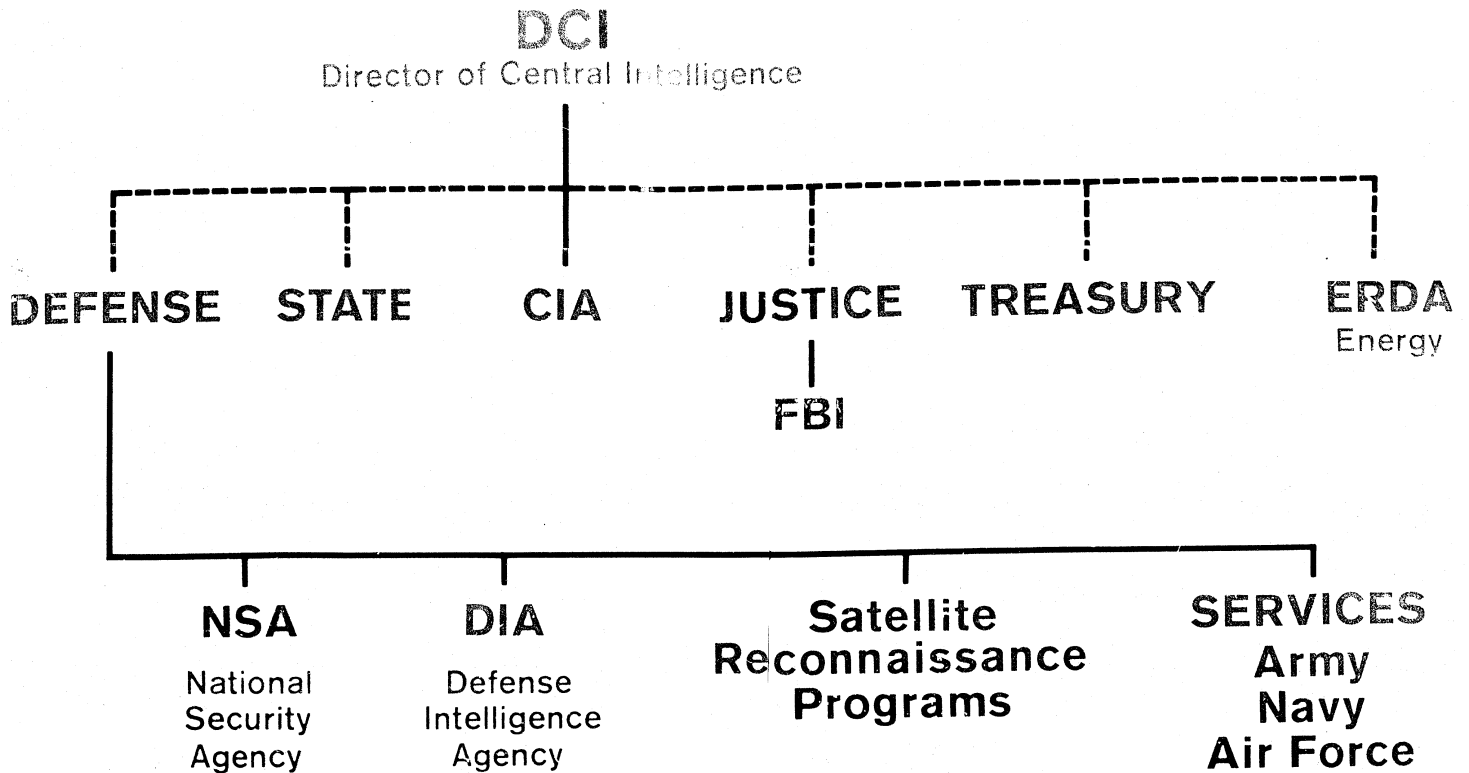 DCI
Director of Central Intelligence
DEFENSE
STATE
CIA
JUSTICE
TREASURY
ERDA
Energy
FBI
NSA
National
Security
Agency
DIA
Defense
Intelligence
Agency
Satellite
Reconnaissance
Programs
SERVICES
Army
Navy
Air Force